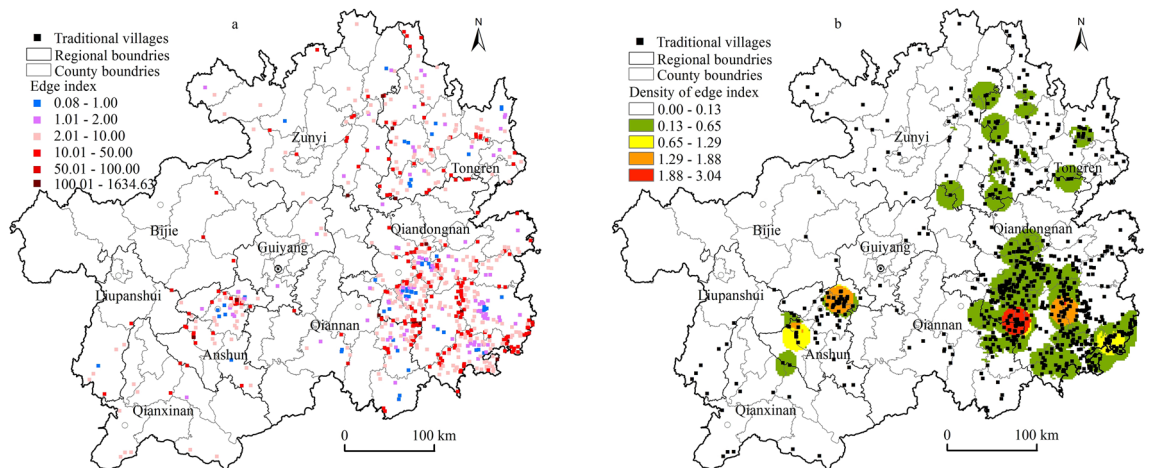 a
N
Traditional villages
Regional boundries
County boundries
Edge index
0.08 - 1.00
1.01 - 2.00
2.01 - 10.00
10.01 - 50.00
50.01 - 100.00
100.01 - 1634.63
Zunyi
Tongren
Bijie
Qiandongnan
Guiyang
Liupanshui
Qiannan
Anshun
Qianxinan
0 100 km
b
N
Traditional villages
Regional boundries
County boundries
Density of edge index
0.00 - 0.13
0.13 - 0.65
0.65 - 1.29
1.29 - 1.88
1.88 - 3.04
Zunyi
Tongren
Bijie
Qiandongnan
Guiyang
Liupanshui
Qiannan
Anshun
Qianxinan
0 100 km